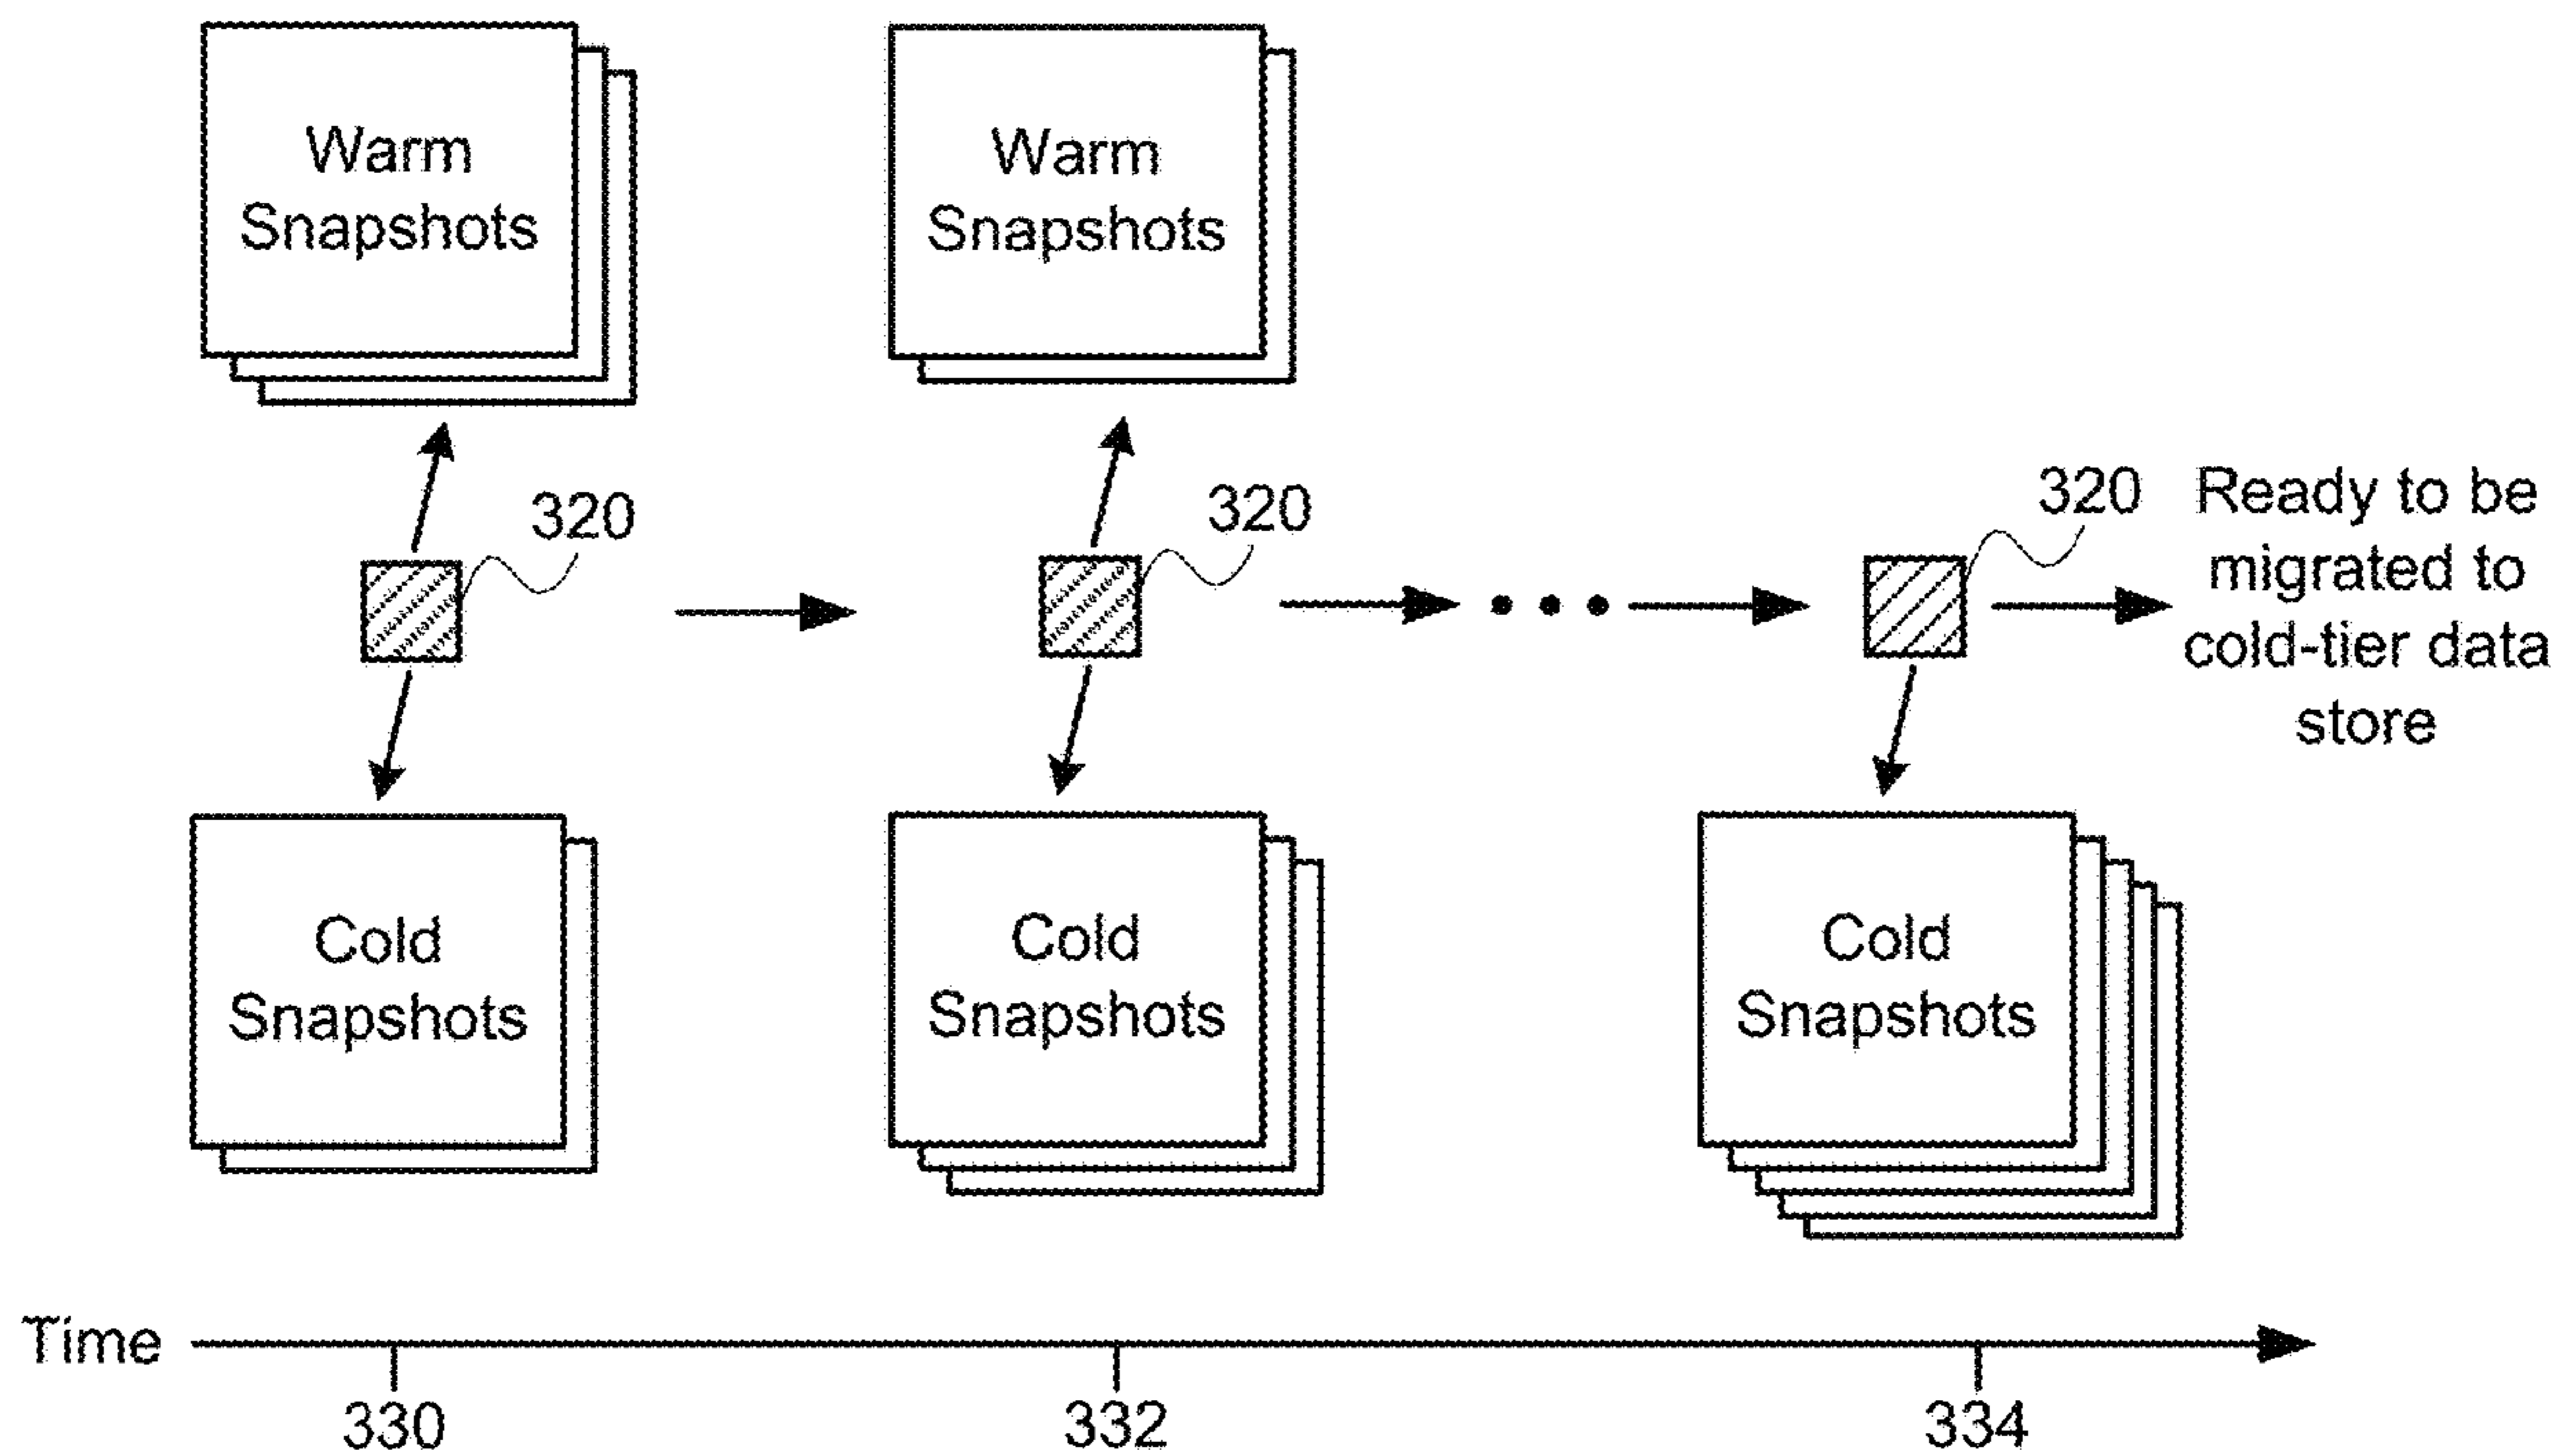 Warm
Snapshots
Warm
Snapshots
320
320
320
Ready to be
migrated to
cold-tier data
store
Cold
Snapshots
Cold
Snapshots
Cold
Snapshots
Time
330
332
334